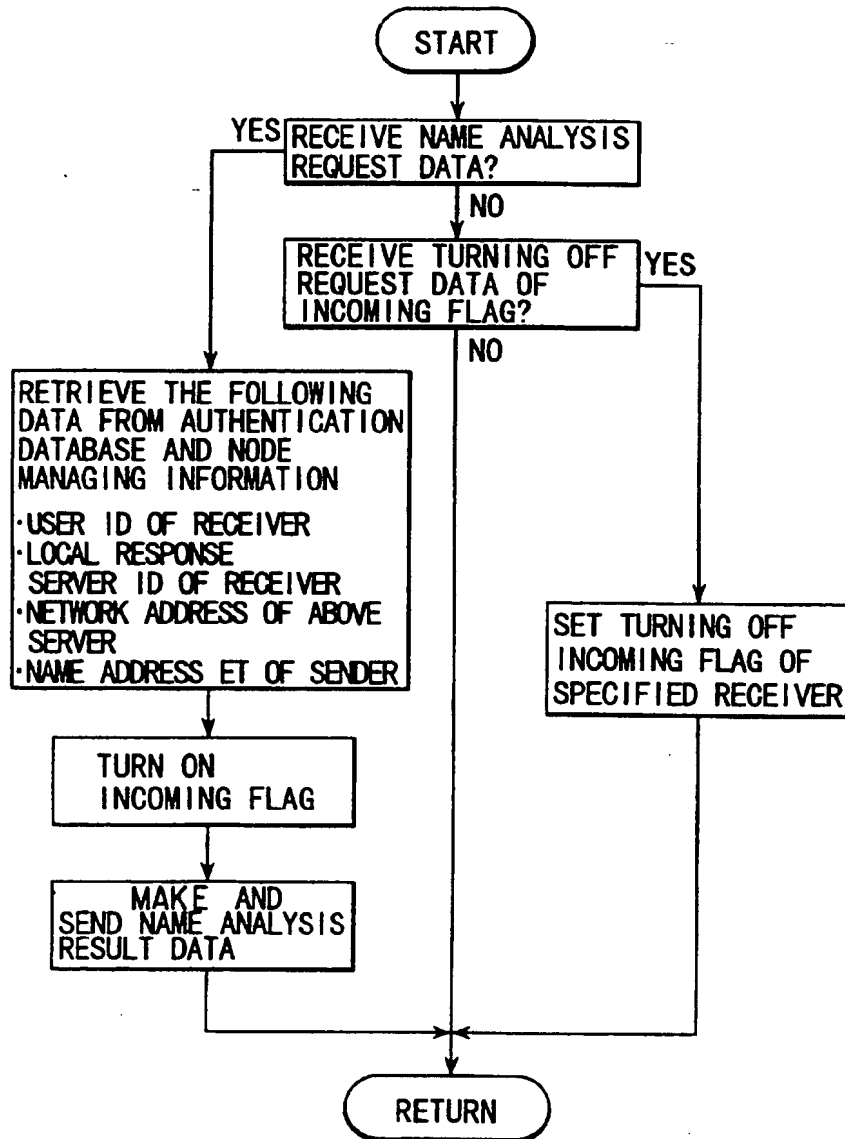 START
YES
RECEIVE NAME ANALYSIS
REQUEST DATA?
NO
RECEIVE TURNING OFF
REQUEST DATA OF
INCOMING FLAG?
YES
NO
RETRIEVE THE FOLLOWING
DATA FROM AUTHENTICATION
DATABASE AND NODE
MANAGING INFORMATION
·USER ID OF RECEIVER
·LOCAL RESPONSE
SERVER ID OF RECEIVER
·NETWORK ADDRESS OF ABOVE
SERVER
·NAME ADDRESS ET OF SENDER
SET TURNING OFF
INCOMING FLAG OF
SPECIFIED RECEIVER
TURN ON
INCOMING FLAG
MAKE AND
SEND NAME ANALYSIS
RESULT DATA
RETURN